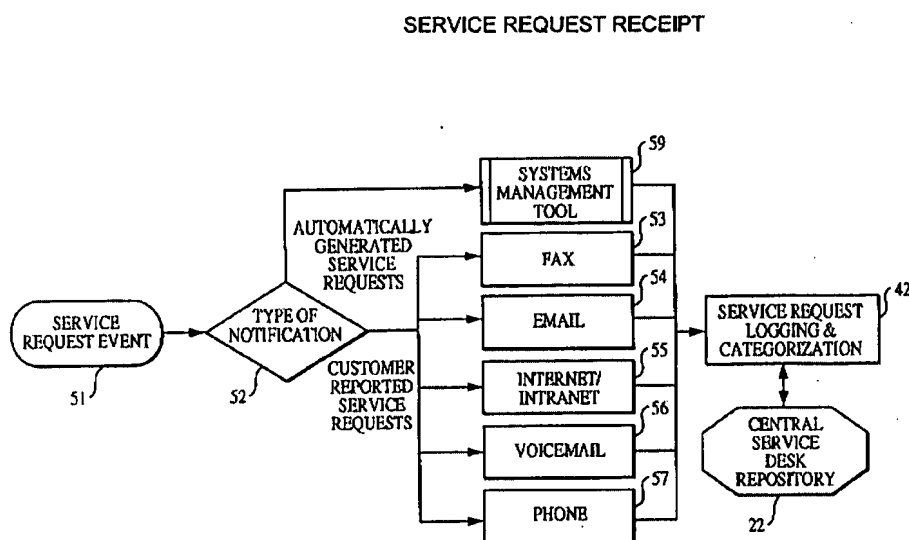 SERVICE REQUEST RECEIPT
59
SYSTEMS
MANAGEMENT
TOOL
53
FAX
AUTOMATICALLY
GENERATED
SERVICE
REQUESTS
54
EMAIL
42
SERVICE REQUEST
LOGGING &
CATEGORIZATION
SERVICE
REQUEST EVENT
51
TYPE OF
NOTIFICATION
52
CUSTOMER
REPORTED
SERVICE
REQUESTS
55
INTERNET/
INTRANET
56
VOICEMAIL
57
PHONE
CENTRAL
SERVICE
DESK
REPOSITORY
22